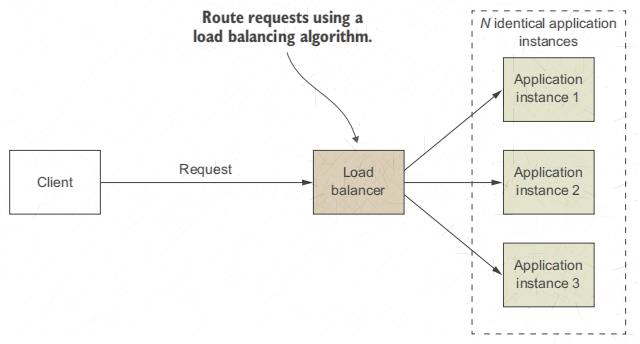 Route requests using a
load balancing algorithm.
N identical application
instances
Application
instance 1
Client
Request
Load
balancer
Application
instance 2
Application
instance 3